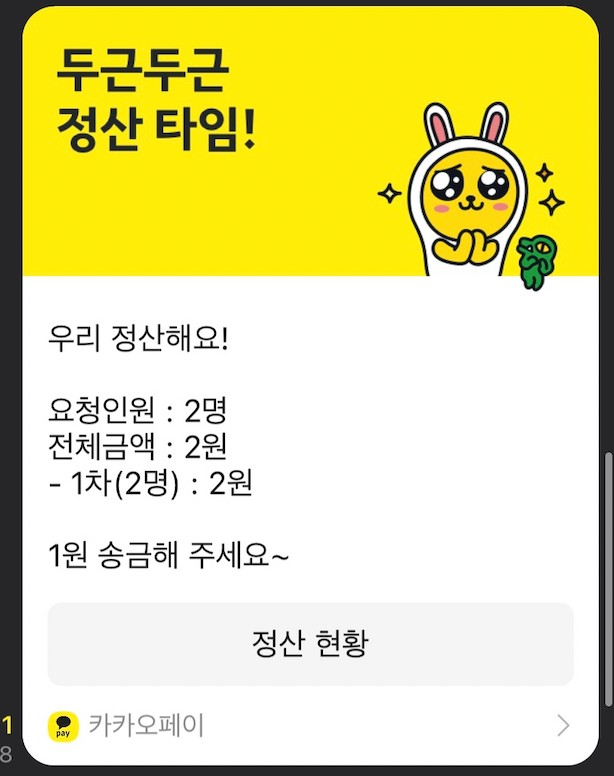 두근두근
정산 타임!
우리 정산해요!
요청인원 : 2명
전체금액 : 2원
- 1차(2명) : 2원
1원 송금해 주세요~
정산 현황
1
pay 카카오페이
8